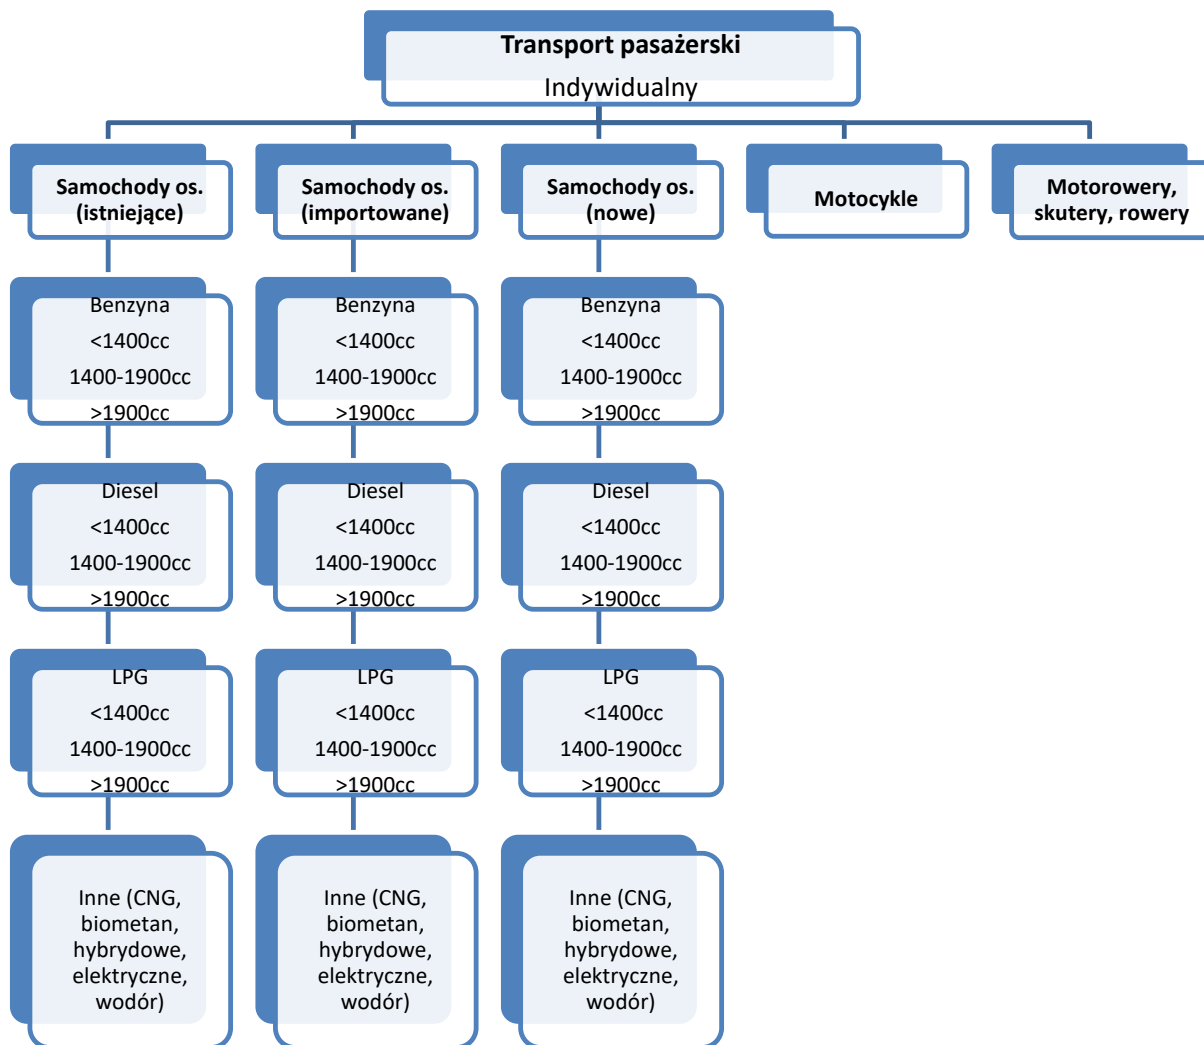 Transport pasażerski
Indywidualny
Samochody os.
(istniejące)
Samochody os.
(importowane)
Samochody os.
(nowe)
Motocykle
Motorowery,
skutery, rowery
Benzyna
<1400cc
1400-1900cc
>1900cc
Benzyna
<1400cc
1400-1900cc
>1900cc
Benzyna
<1400cc
1400-1900cc
>1900cc
Diesel
<1400cc
1400-1900cc
>1900cc
Diesel
<1400cc
1400-1900cc
>1900cc
Diesel
<1400cc
1400-1900cc
>1900cc
LPG
<1400cc
1400-1900cc
>1900cc
LPG
<1400cc
1400-1900cc
>1900cc
LPG
<1400cc
1400-1900cc
>1900cc
Inne (CNG,
biometan,
hybrydowe,
elektryczne,
wodór)
Inne (CNG,
biometan,
hybrydowe,
elektryczne,
wodór)
Inne (CNG,
biometan,
hybrydowe,
elektryczne,
wodór)